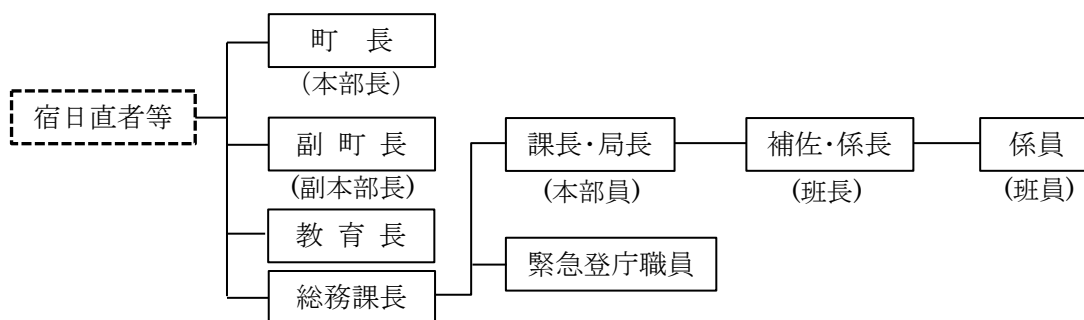 町　長
(本部長)
宿日直者等
副 町 長
(副本部長)
課長・局長
(本部員)
補佐・係長
(班長)
係員
(班員)
教 育 長
緊急登庁職員
総務課長